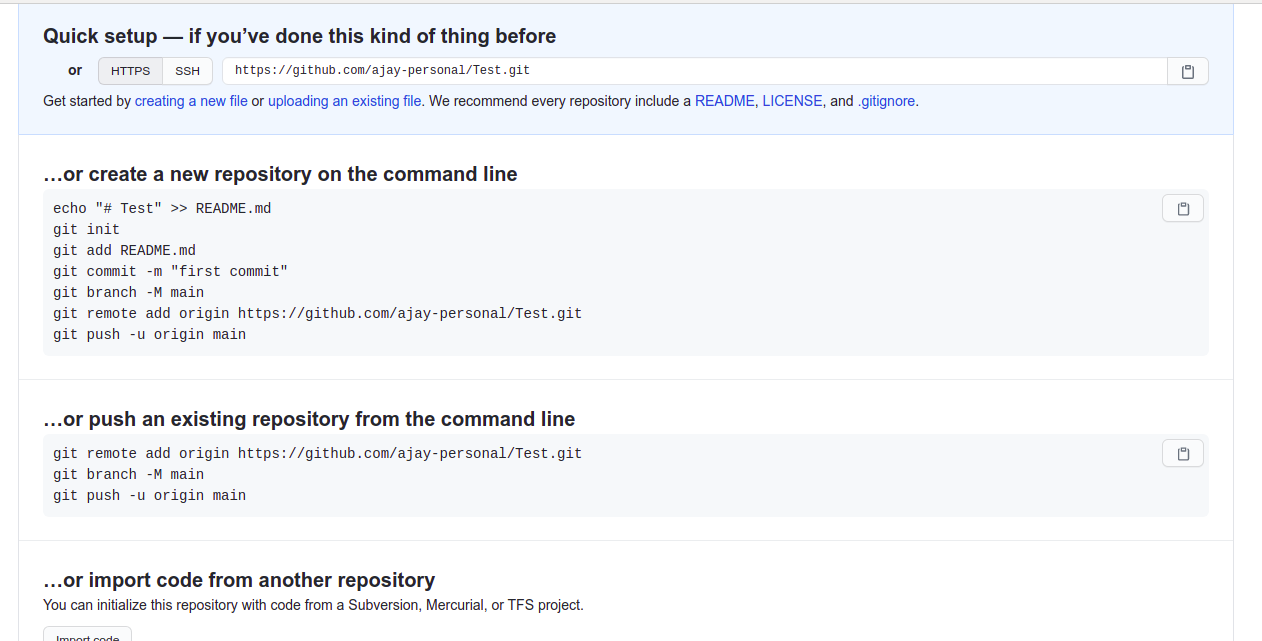 Quick setup — if you’ve done this kind of thing before
or HTTPS SSH https://github.com/ajay-personal/Test.git
Get started by creating a new file or uploading an existing file. We recommend every repository include a README, LICENSE, and .gitignore.
…or create a new repository on the command line
echo "# Test" >> README.md
git init
git add README.md
git commit -m "first commit"
git branch -M main
git remote add origin https://github.com/ajay-personal/Test.git
git push -u origin main
…or push an existing repository from the command line
git remote add origin https://github.com/ajay-personal/Test.git
git branch -M main
git push -u origin main
…or import code from another repository
You can initialize this repository with code from a Subversion, Mercurial, or TFS project.
Import code